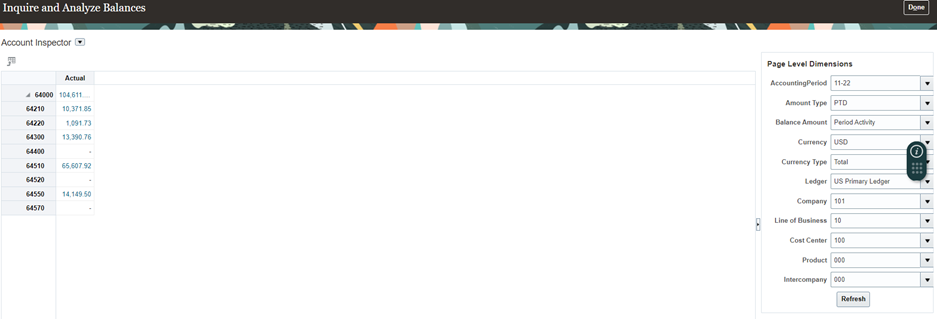 Inquire and Analyze Balances
Done
Account Inspector
Actual
64000 104,611....
64210 10,371.85
64220 1,091.73
64300 13,390.76
64400 -
64510 65,607.92
64520 -
64550 14,149.50
64570 -
Page Level Dimensions
AccountingPeriod 11-22
Amount Type PTD
Balance Amount Period Activity
Currency USD
Currency Type Total
Ledger US Primary Ledger
Company 101
Line of Business 10
Cost Center 100
Product 000
Intercompany 000
Refresh